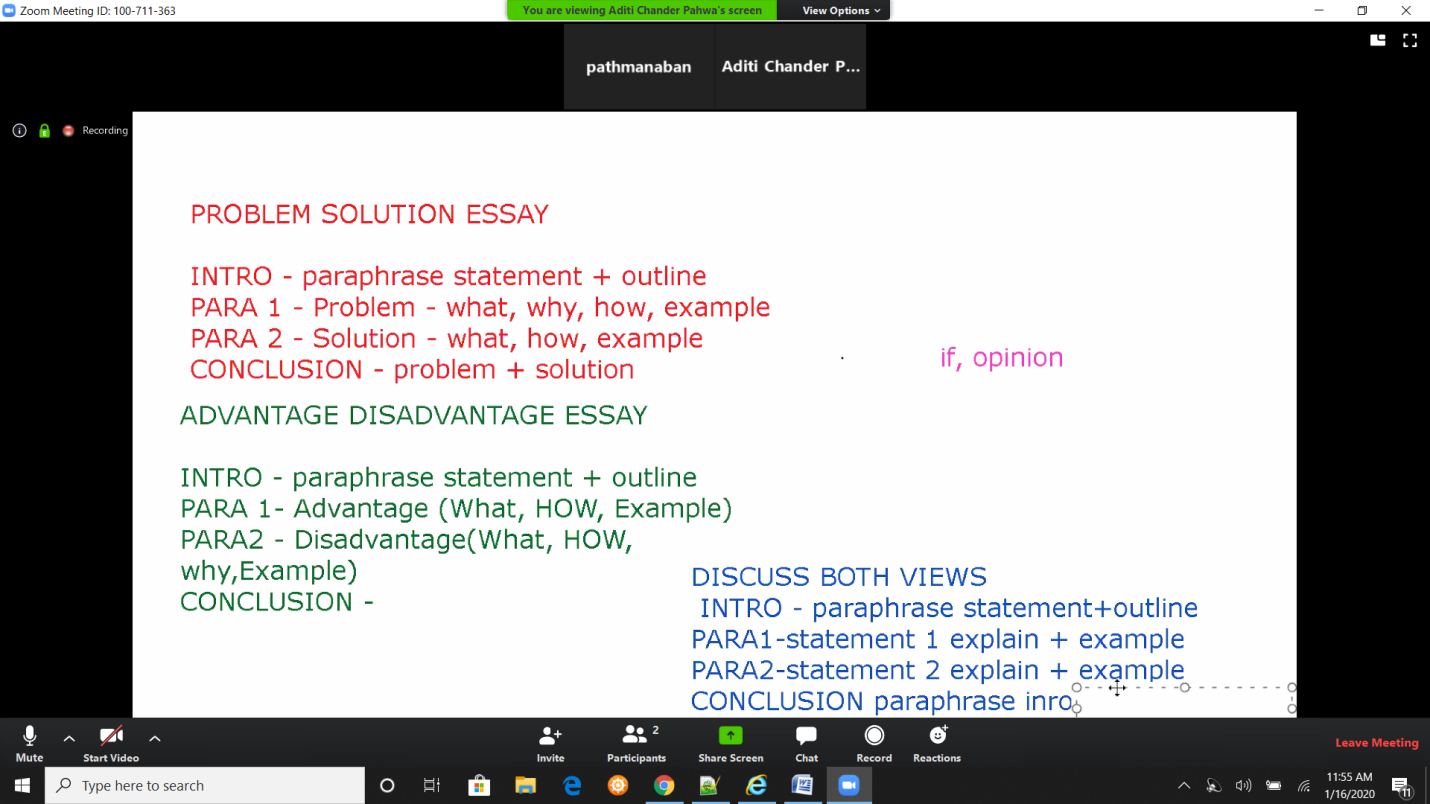 Zoom Meeting ID: 100-711-363
You are viewing Aditi Chander Pahwa's screen
View Options
pathmanaban
Aditi Chander P...
Recording
PROBLEM SOLUTION ESSAY
INTRO - paraphrase statement + outline
PARA 1 - Problem - what, why, how, example
PARA 2 - Solution - what, how, example
CONCLUSION - problem + solution
if, opinion
ADVANTAGE DISADVANTAGE ESSAY
INTRO - paraphrase statement + outline
PARA 1- Advantage (What, HOW, Example)
PARA2 - Disadvantage(What, HOW,
why,Example)
CONCLUSION -
DISCUSS BOTH VIEWS
INTRO - paraphrase statement+outline
PARA1-statement 1 explain + example
PARA2-statement 2 explain + example
CONCLUSION paraphrase inro
Mute
Start Video
Invite
Participants
2
Share Screen
Chat
Record
Reactions
Leave Meeting
Type here to search
11:55 AM
1/16/2020
11